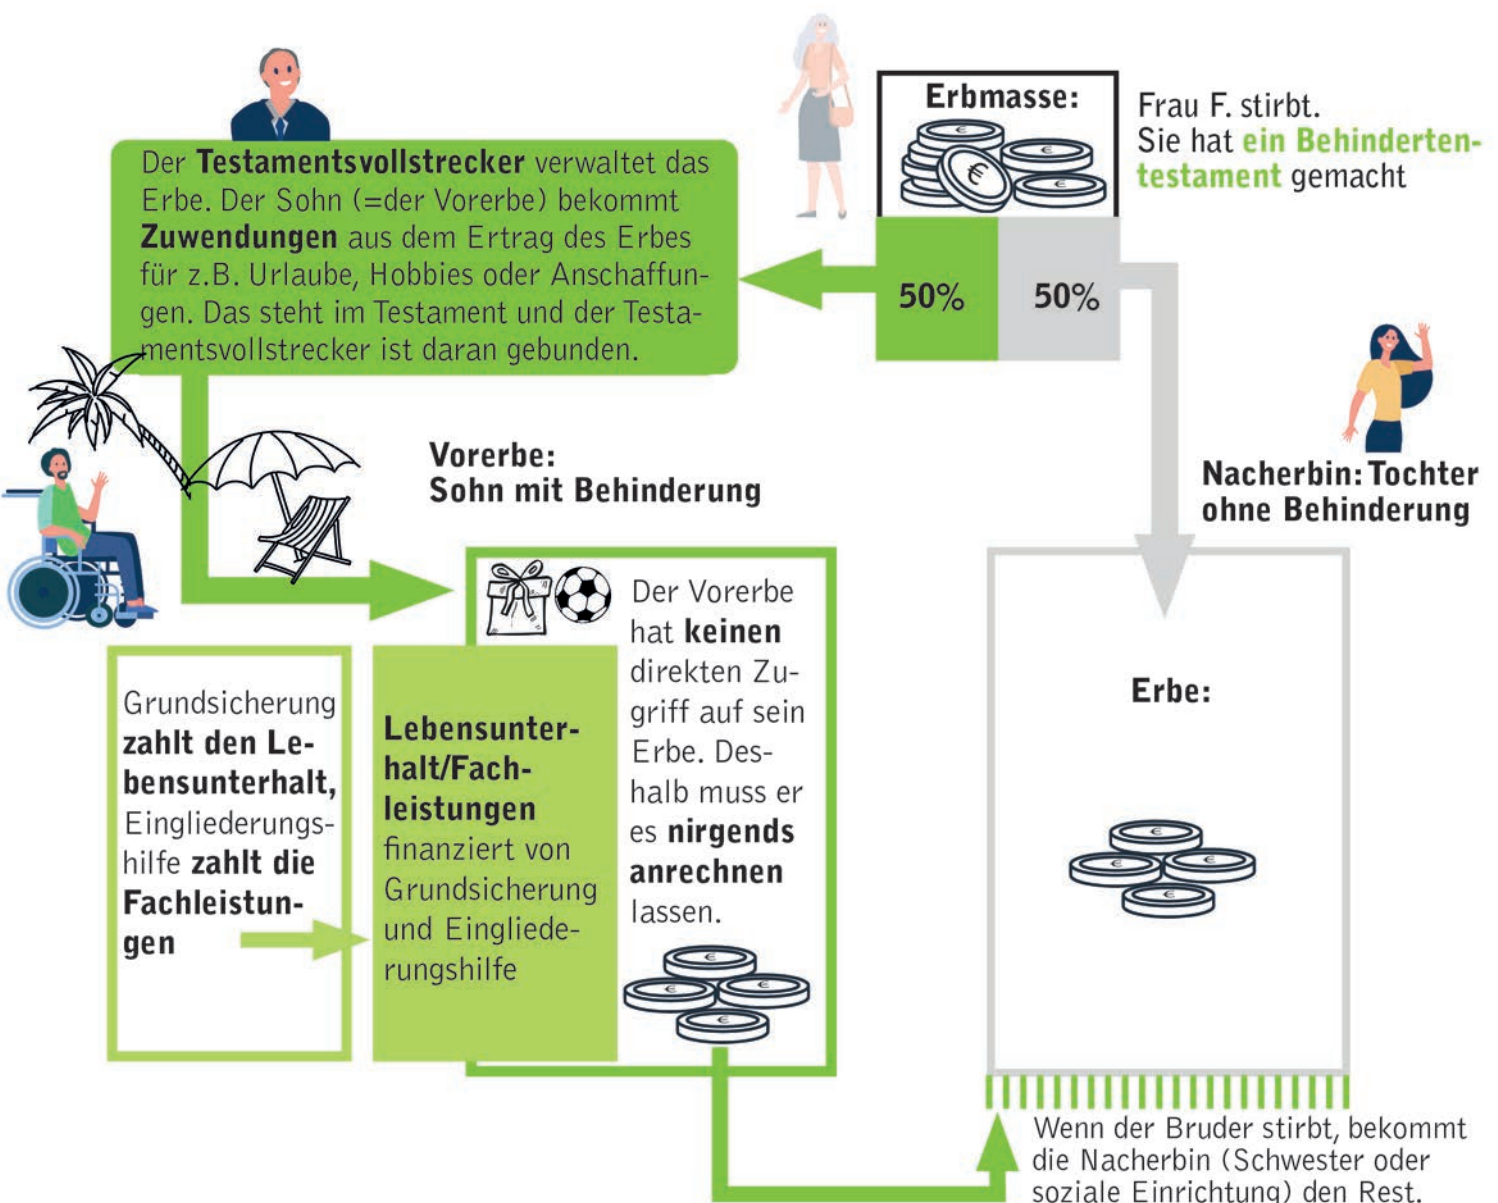 Erbmasse:
Frau F. stirbt.
Sie hat ein Behinderten-
testament gemacht
Der Testamentsvollstrecker verwaltet das
Erbe. Der Sohn (=der Vorerbe) bekommt
Zuwendungen aus dem Ertrag des Erbes
für z.B. Urlaube, Hobbies oder Anschaffun-
gen. Das steht im Testament und der Testa-
mentsvollstrecker ist daran gebunden.
50%
50%
Vorerbe:
Sohn mit Behinderung
Nacherbin: Tochter
ohne Behinderung
Grundsicherung
zahlt den Le-
bensunterhalt,
Eingliederungs-
hilfe zahlt die
Fachleistun-
gen
Lebensunter-
halt/Fach-
leistungen
finanziert von
Grundsicherung
und Eingliede-
rungshilfe
Der Vorerbe
hat keinen
direkten Zu-
griff auf sein
Erbe. Des-
halb muss er
es nirgends
anrechnen
lassen.
Erbe:
Wenn der Bruder stirbt, bekommt
die Nacherbin (Schwester oder
soziale Einrichtung) den Rest.